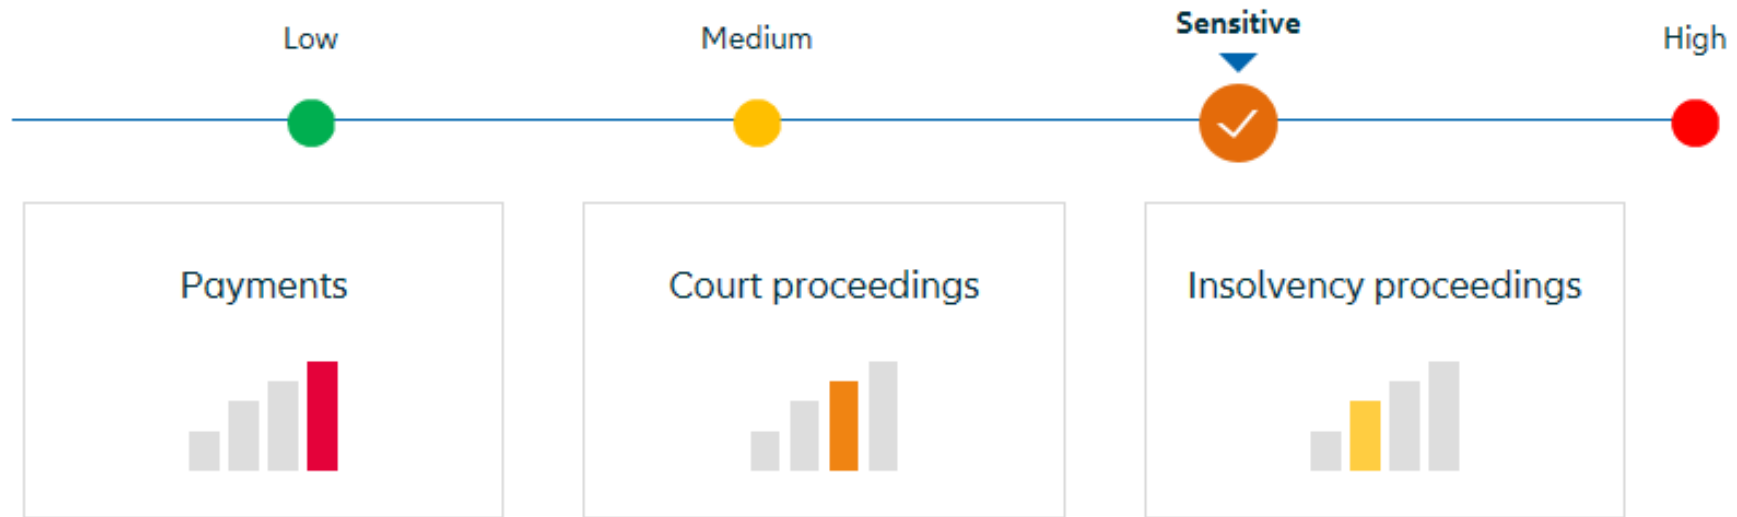 Low
Medium
Sensitive
High
Payments
Court proceedings
Insolvency proceedings